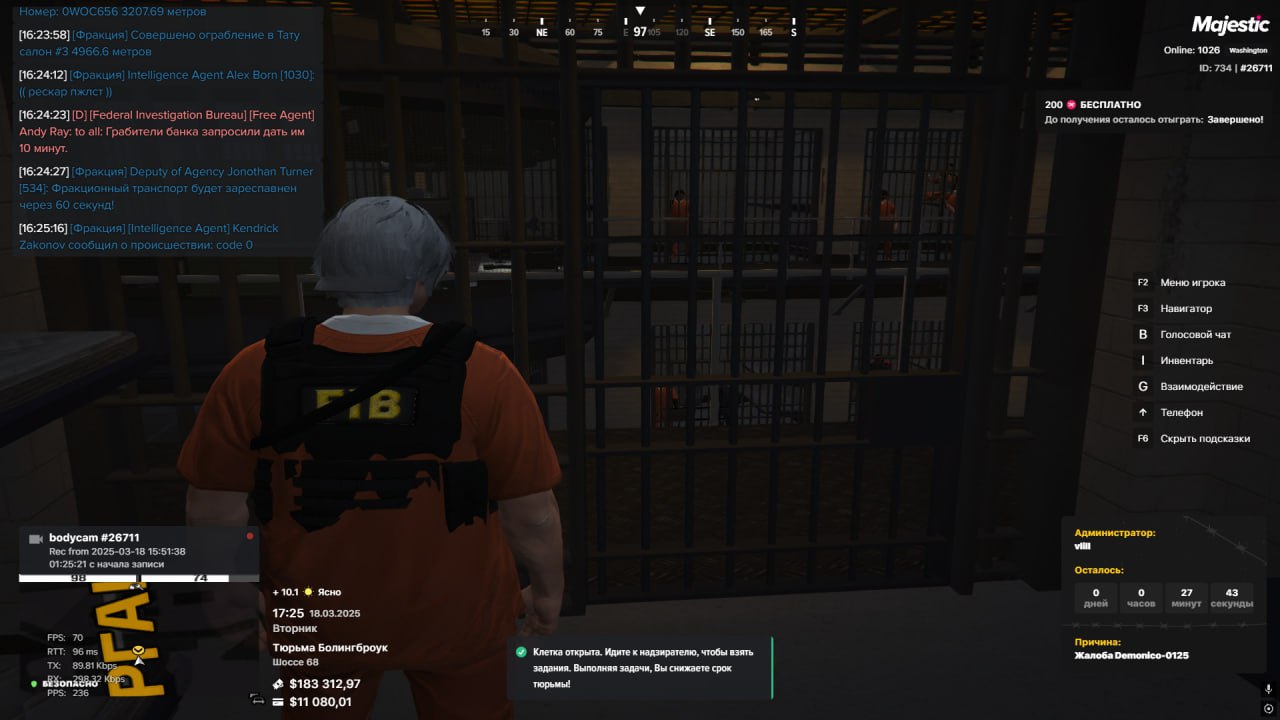 Номер: 0WOC656 3207.69 метров
[16:23:58] [Фракция] Совершено ограбление в Тату
салон #3 4966.6 метров
[16:24:12] [Фракция] Intelligence Agent Alex Born [1030]:
(( рескар пжлст ))
[16:24:23] [D] [Federal Investigation Bureau] [Free Agent]
Andy Ray: to all: Грабители банка запросили дать им
10 минут.
[16:24:27] [Фракция] Deputy of Agency Jonothan Turner
[534]: Фракционный транспорт будет зареспавнен
через 60 секунд!
[16:25:16] [Фракция] [Intelligence Agent] Kendrick
Zakonov сообщил о происшествии: code 0
15 30 NE 60 75 E 97 105 120 SE 150 165 S
Majestic
Online: 1026 Washington
ID: 734 | #26711
200 БЕСПЛАТНО
До получения осталось отыграть: Завершено!
F2 Меню игрока
F3 Навигатор
B Голосовой чат
I Инвентарь
G Взаимодействие
Телефон
F6 Скрыть подсказки
FIB
bodycam #26711
Rec from 2025-03-18 15:51:38
01:25:21 с начала записи
98 74
FPS: 70
RTT: 96 ms
TX: 89.81 Kbps
RX: 298.32 Kbps
БЕЗОПАСНО
PPS: 236
+ 10.1 Ясно
17:25 18.03.2025
Вторник
Тюрьма Болингброук
Шоссе 68
$183 312,97
$11 080,01
Клетка открыта. Идите к надзирателю, чтобы взять
задания. Выполняя задачи, Вы снижаете срок
тюрьмы!
Администратор:
vIIII
Осталось:
0 0 27 43
дней часов минут секунды
Причина:
Жалоба Demonico-0125